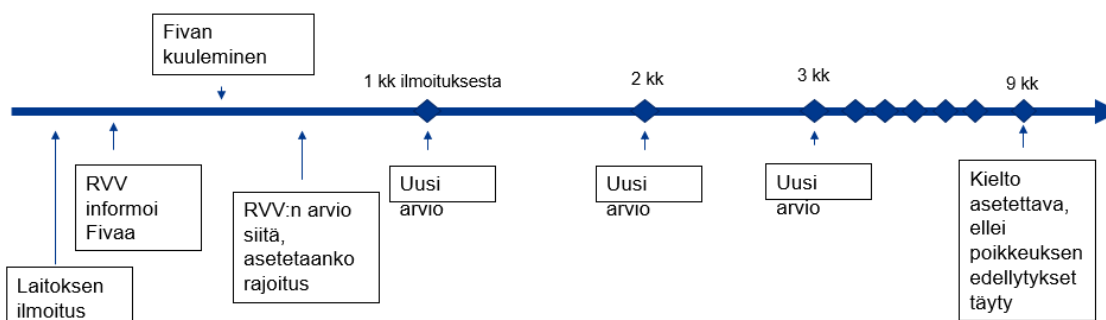 Fivan
kuuleminen
1 kk ilmoituksesta
2 kk
3 kk
9 kk
Laitoksen
ilmoitus
RVV
informoi
Fivaa
RVV:n arvio
siitä,
asetetaanko
rajoitus
Uusi
arvio
Uusi
arvio
Uusi
arvio
Kielto
asetettava,
ellei
poikkeuksen
edellytykset
täyty